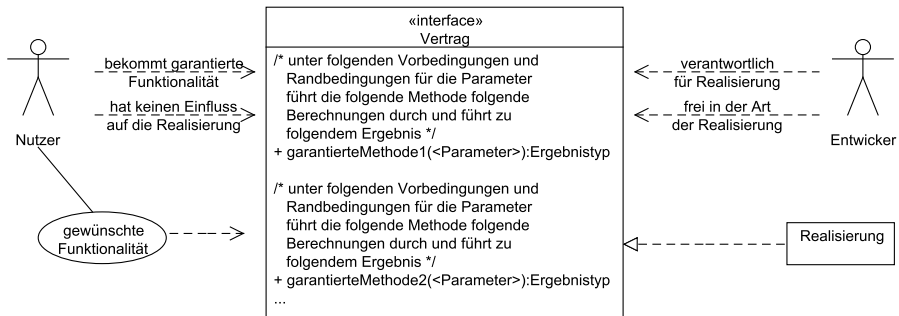 «interface»
Vertrag
/* unter folgenden Vorbedingungen und
Randbedingungen für die Parameter
führt die folgende Methode folgende
Berechnungen durch und führt zu
folgendem Ergebnis */
+ garantierteMethode1(<Parameter>):Ergebnistyp
/* unter folgenden Vorbedingungen und
Randbedingungen für die Parameter
führt die folgende Methode folgende
Berechnungen durch und führt zu
folgendem Ergebnis */
+ garantierteMethode2(<Parameter>):Ergebnistyp
...
bekommt garantierte
Funktionalität
hat keinen Einfluss
auf die Realisierung
Nutzer
gewünschte
Funktionalität
verantwortlich
für Realisierung
frei in der Art
der Realisierung
Entwicker
Realisierung